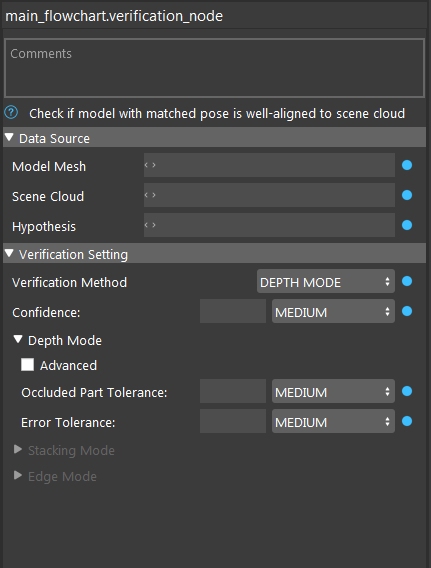 main_flowchart.verification_node
Comments
? Check if model with matched pose is well-aligned to scene cloud
Data Source
Model Mesh ‹ ›
Scene Cloud ‹ ›
Hypothesis ‹ ›
Verification Setting
Verification Method DEPTH MODE
Confidence: MEDIUM
Depth Mode
Advanced
Occluded Part Tolerance: MEDIUM
Error Tolerance: MEDIUM
Stacking Mode
Edge Mode